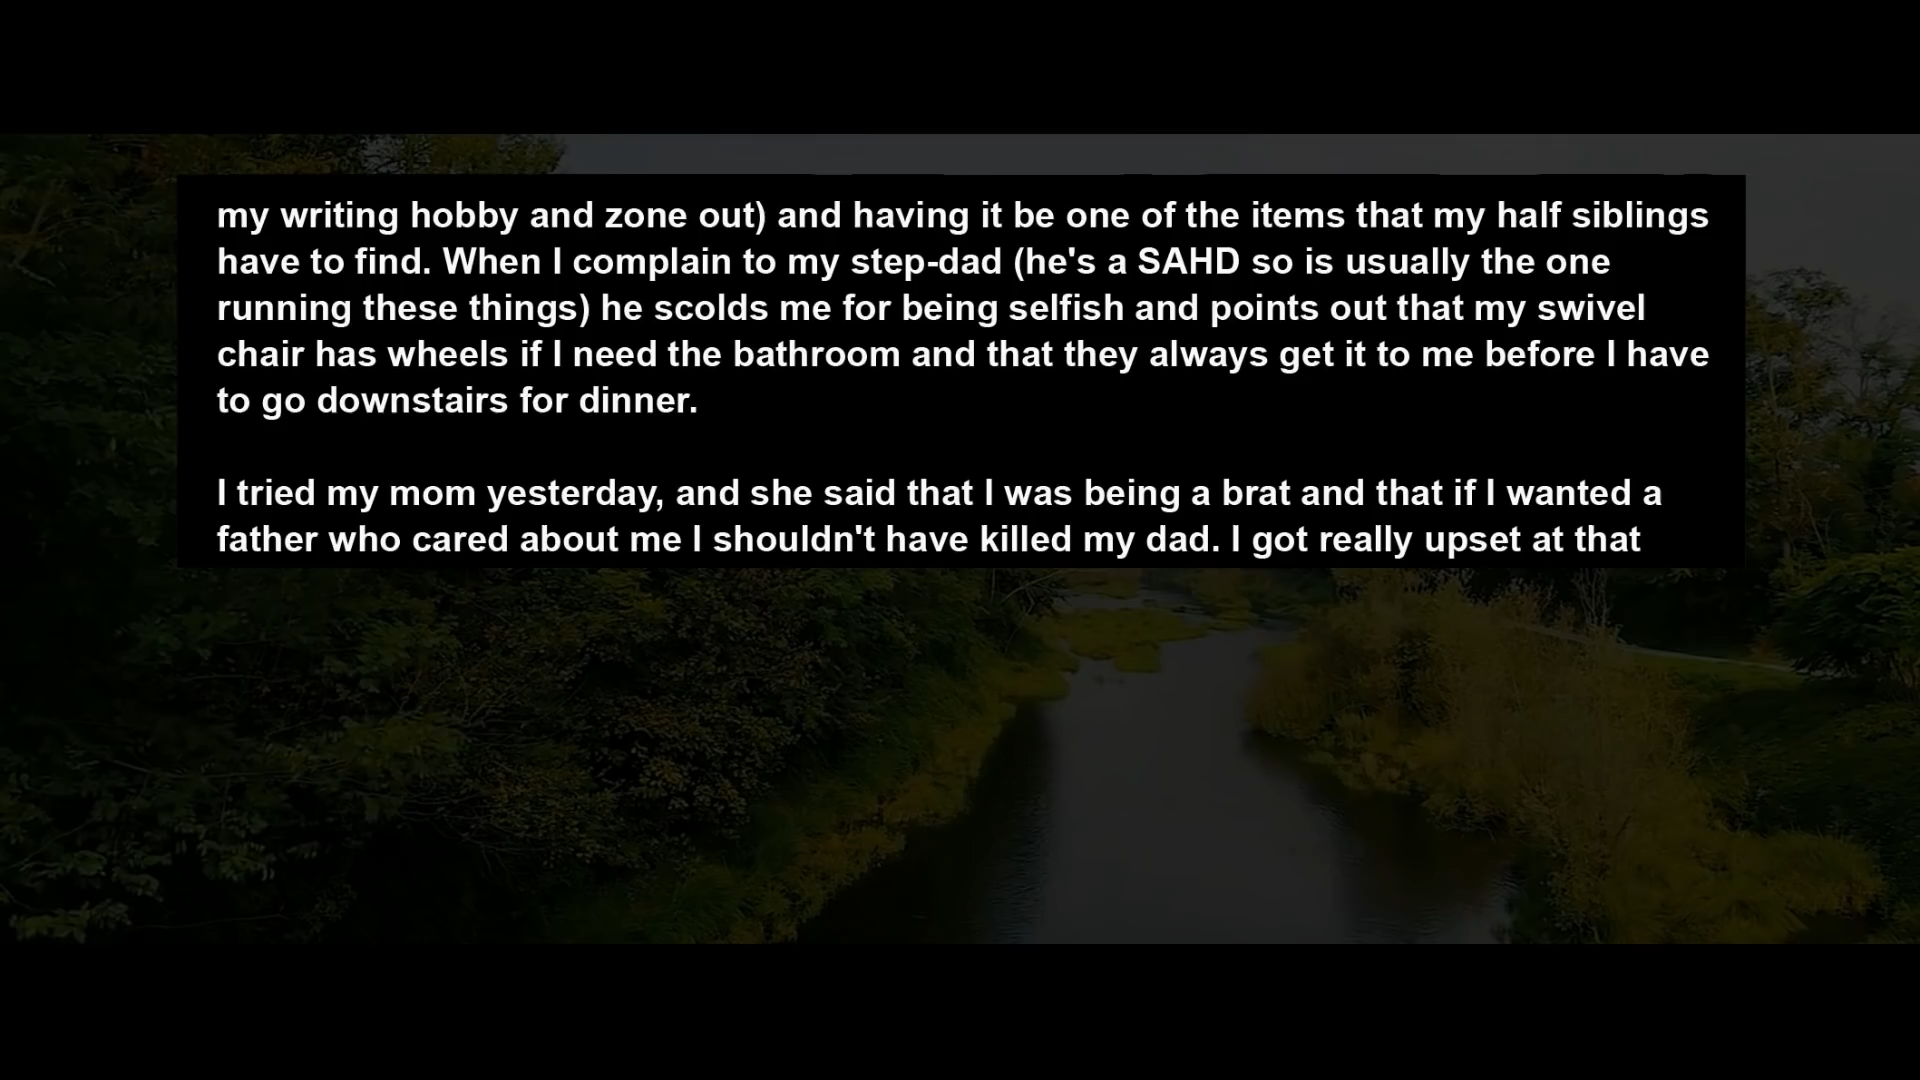 my writing hobby and zone out) and having it be one of the items that my half siblings
have to find. When I complain to my step-dad (he's a SAHD so is usually the one
running these things) he scolds me for being selfish and points out that my swivel
chair has wheels if I need the bathroom and that they always get it to me before I have
to go downstairs for dinner.
I tried my mom yesterday, and she said that I was being a brat and that if I wanted a
father who cared about me I shouldn't have killed my dad. I got really upset at that